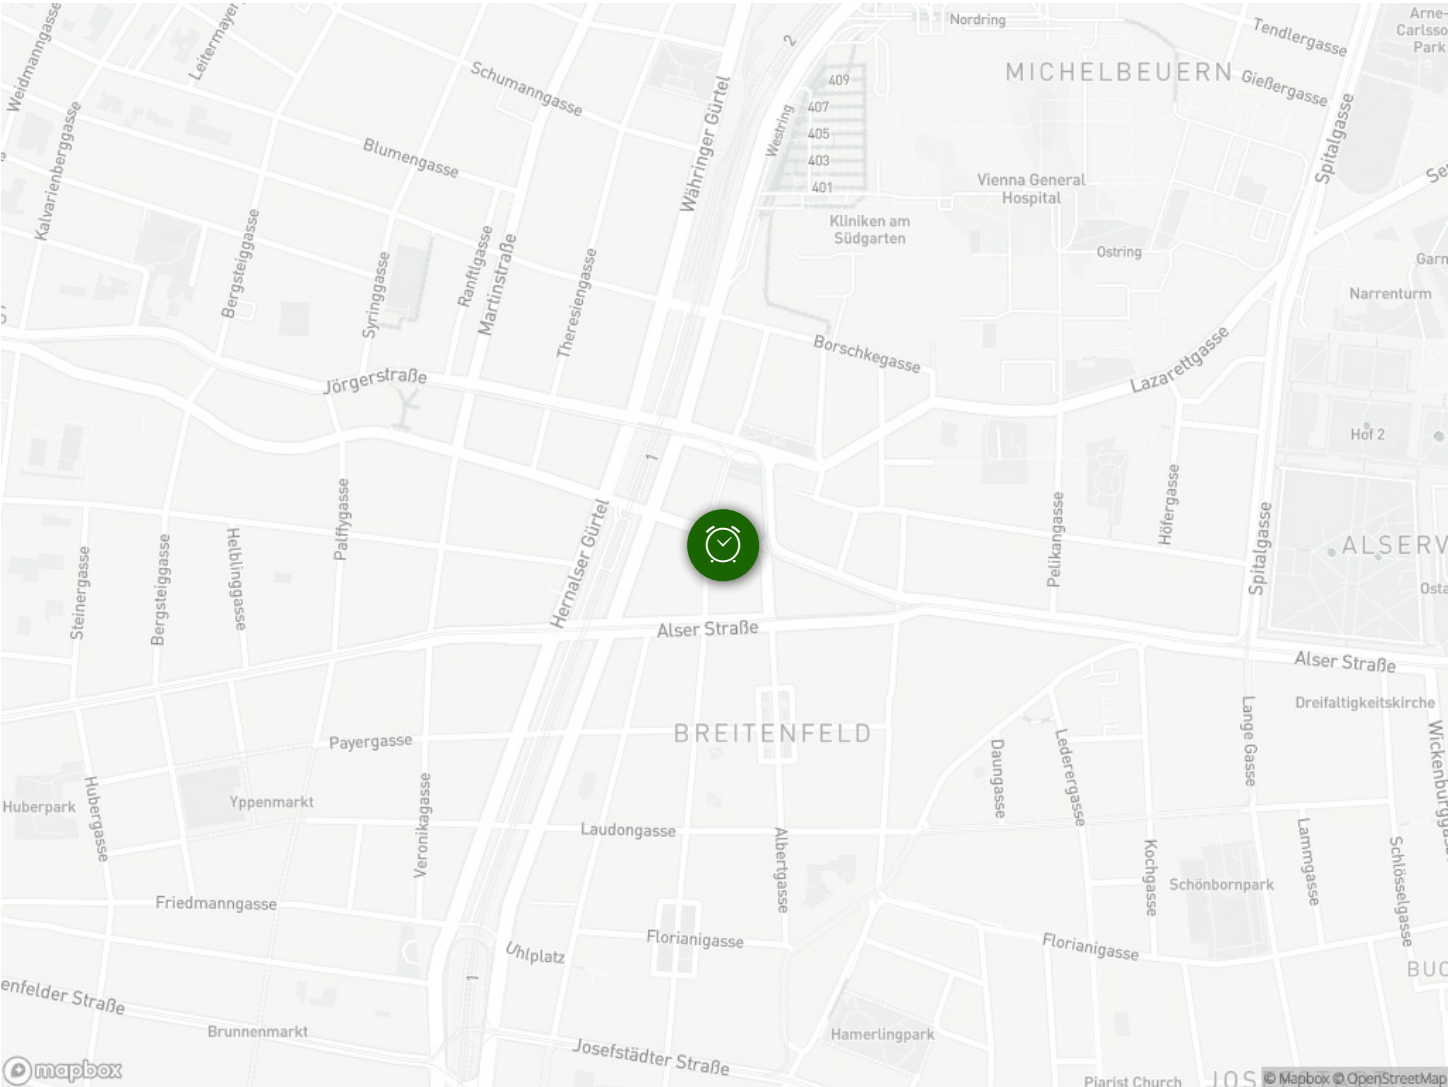 Weidmanngasse
Leitermayer
Nordring
2
Tendlergasse
Arne-
Carlsso
Park
Schumanngasse
Währinger Gürtel
409
407
405
403
401
Westring
MICHELBEUERN
Gießergasse
Spitalgasse
Kalvarienberggasse
Blumengasse
Vienna General
Hospital
Kliniken am
Südgarten
Ostring
Bergsteiggasse
Syringgasse
Ranftlgasse
Martinstraße
Theresiengasse
Garn
Narrenturm
Borschkegasse
Lazarettgasse
Jörgerstraße
Hof 2
1
Steinergasse
Bergsteiggasse
Helblinggasse
Palffygasse
Hernalser Gürtel
Pelikangasse
Höfergasse
Spitalgasse
ALSERV
Osta
Alser Straße
Alser Straße
Dreifaltigkeitskirche
Payergasse
BREITENFELD
Daungasse
Lederergasse
Lange Gasse
Wickenburggasse
Huberpark
Hubergasse
Yppenmarkt
Veronikagasse
Laudongasse
Albertgasse
Kochgasse
Lammgasse
Schlösselgasse
Schönbornpark
Friedmanngasse
Uhlplatz
Florianigasse
Florianigasse
1
BUC
enfelder Straße
Brunnenmarkt
Josefstädter Straße
Hamerlingpark
Piarist Church
mapbox
© Mapbox © OpenStreetMap